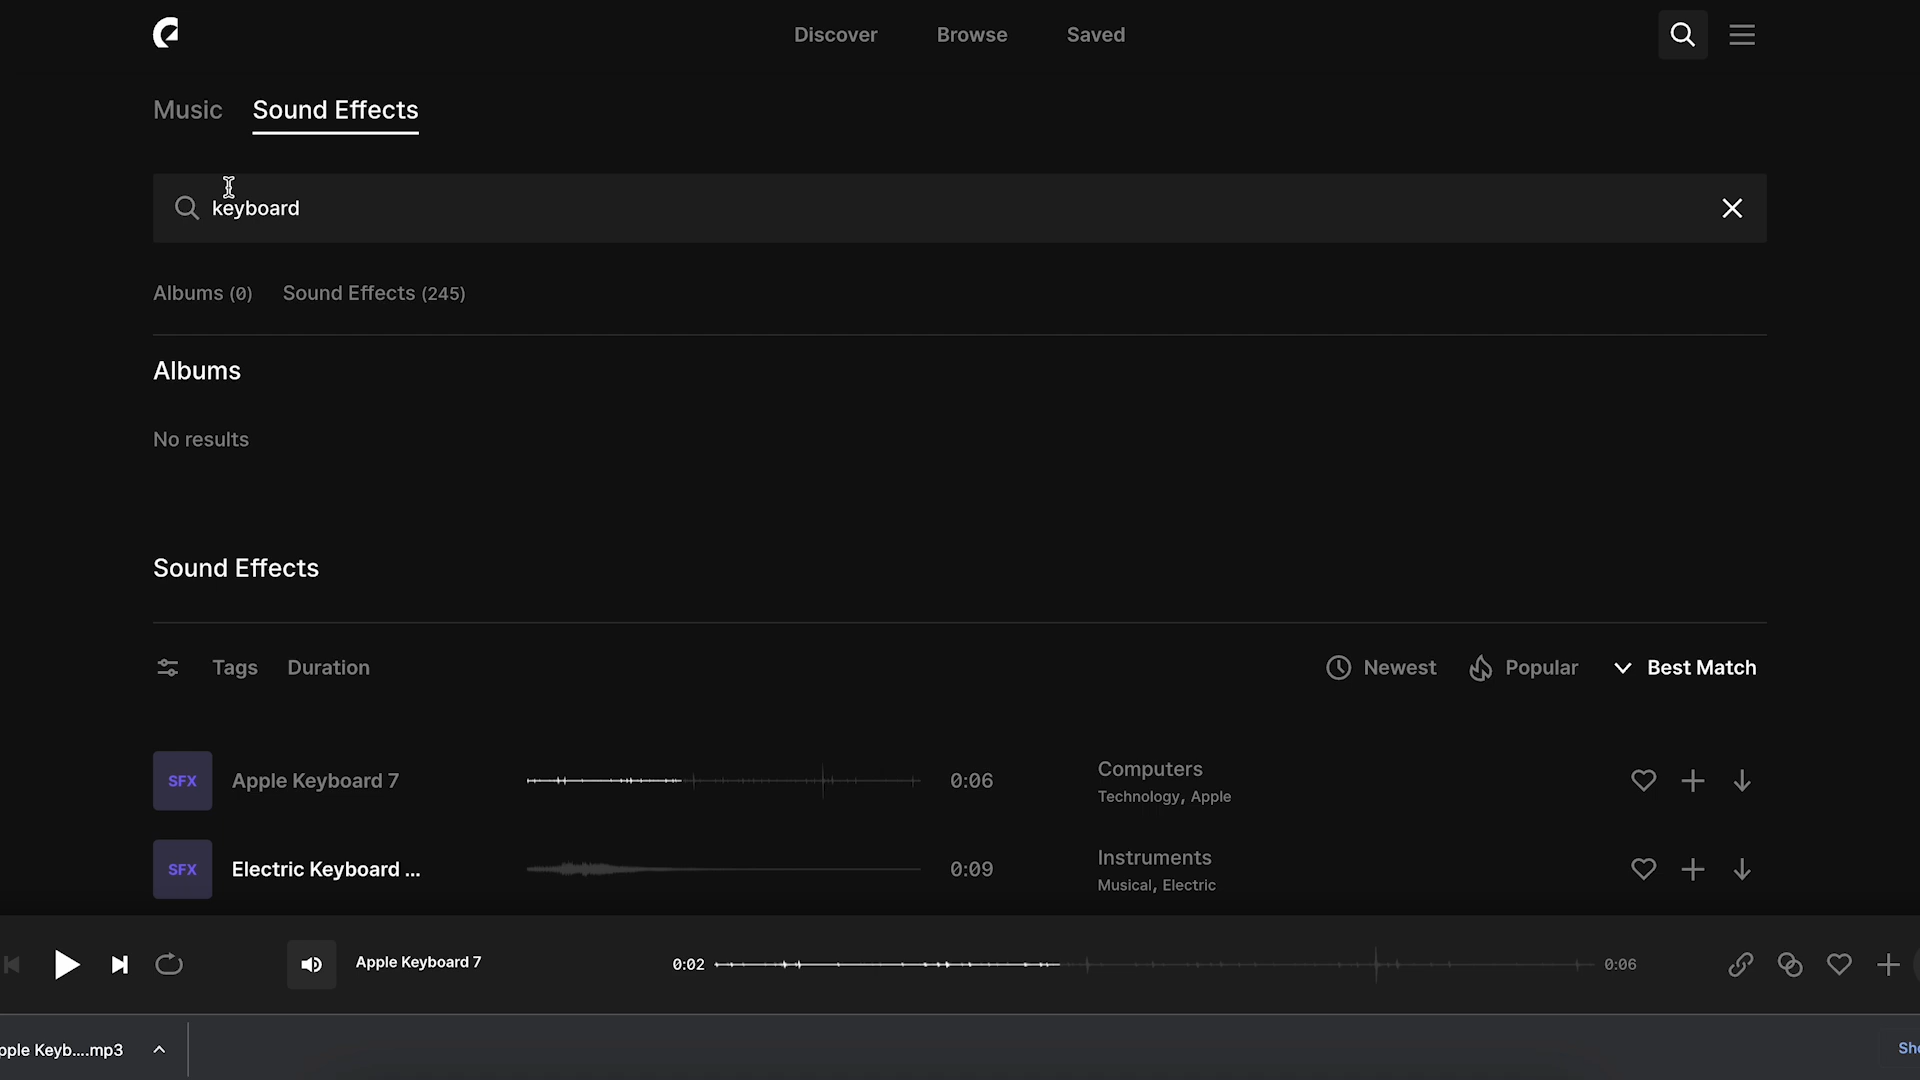 Discover Browse Saved
Music Sound Effects
keyboard
Albums (0) Sound Effects (245)
Albums
No results
Sound Effects
Tags Duration Newest Popular Best Match
SFX Apple Keyboard 7 0:06 Computers
Technology, Apple
SFX Electric Keyboard ... 0:09 Instruments
Musical, Electric
Apple Keyboard 7 0:02 0:06
pple Keyb....mp3 Sho